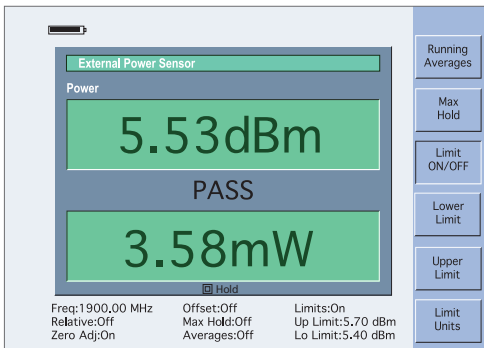 External Power Sensor
Power
5.53dBm
PASS
3.58mW
Hold
Freq:1900.00 MHz
Relative:Off
Zero Adj:On
Offset:Off
Max Hold:Off
Averages:Off
Limits:On
Up Limit:5.70 dBm
Lo Limit:5.40 dBm
Running
Averages
Max
Hold
Limit
ON/OFF
Lower
Limit
Upper
Limit
Limit
Units